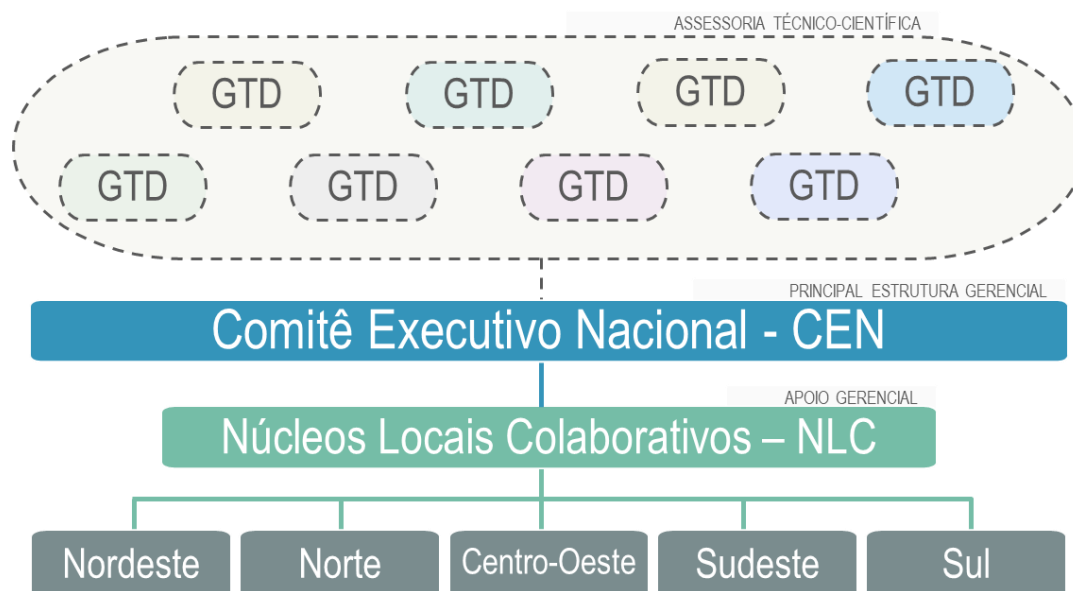 ASSESSORIA TÉCNICO-CIENTÍFICA
GTD
GTD
GTD
GTD
GTD
GTD
GTD
GTD
PRINCIPAL ESTRUTURA GERENCIAL
Comitê Executivo Nacional - CEN
APOIO GERENCIAL
Núcleos Locais Colaborativos – NLC
Nordeste
Norte
Centro-Oeste
Sudeste
Sul